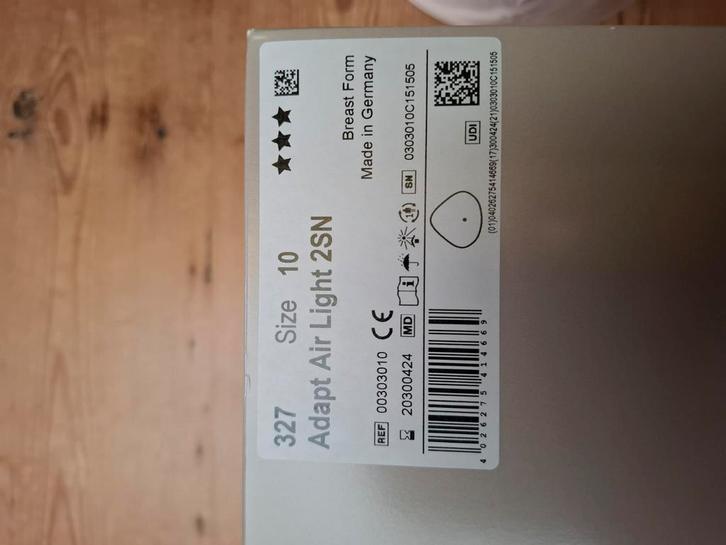 327 Size 10
Adapt Air Light 2SN
Breast Form
Made in Germany
REF 00303010 CE
20300424 MD SN 0303010C151505
4 026275 414669
UDI
(01)04026275414669(17)300424(21)0303010C151505